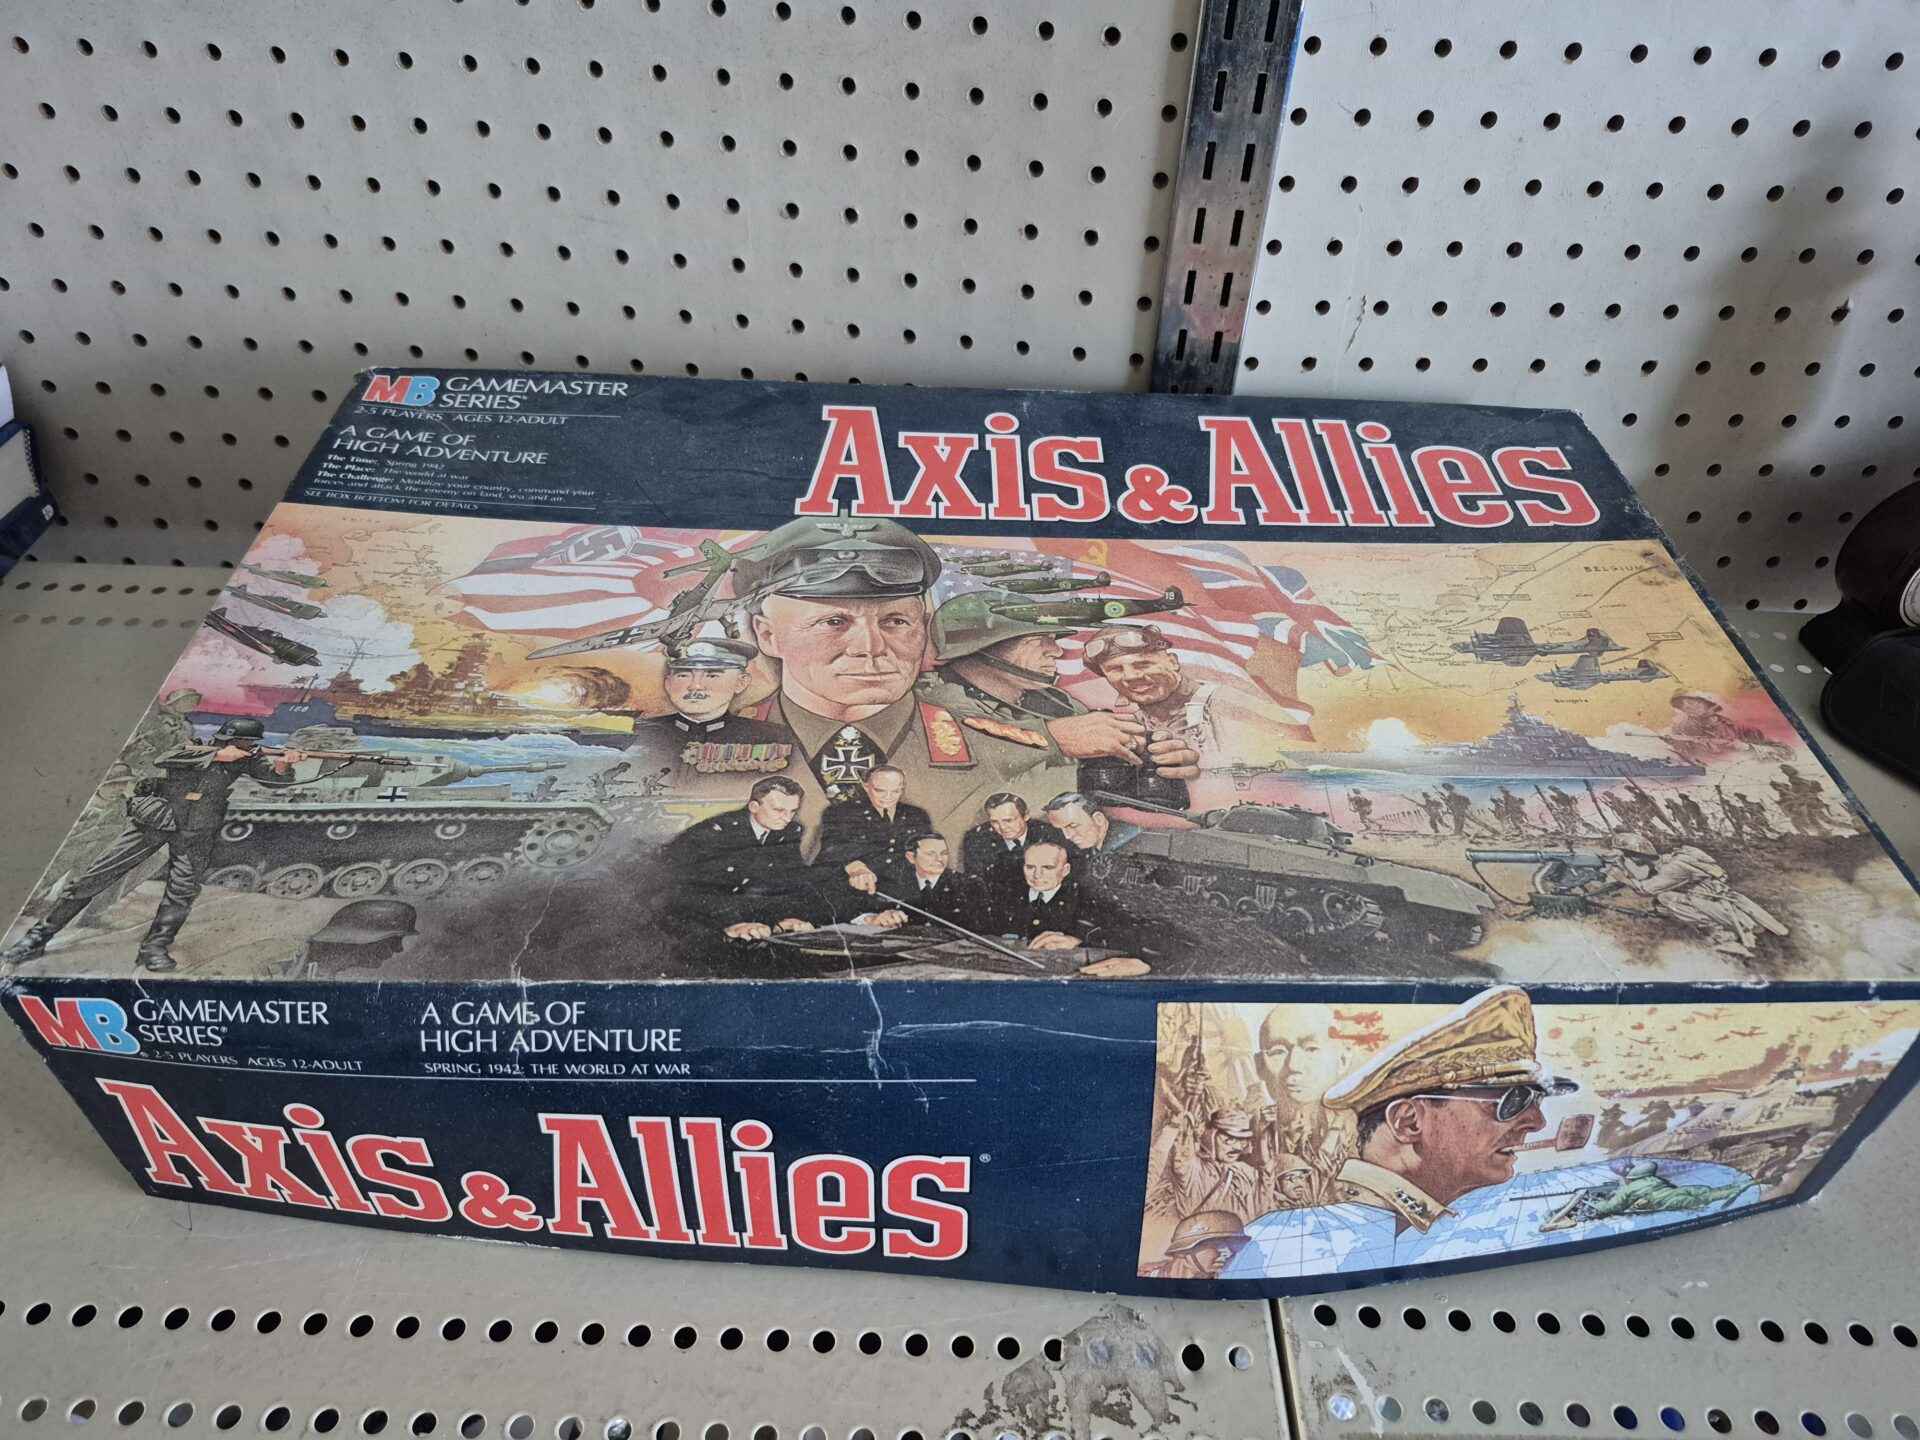 MB GAMEMASTER
SERIES®
2-5 PLAYERS AGES 12-ADULT
A GAME OF
HIGH ADVENTURE
The Time: Spring 1942
The Place: The world at war
The Challenge: Mobilize your country, command your
forces and attack the enemy on land, sea and air.
SEE BOX BOTTOM FOR DETAILS
Axis & Allies®
BELGIUM
19
MB GAMEMASTER
SERIES®
® 2-5 PLAYERS AGES 12-ADULT
A GAME OF
HIGH ADVENTURE
SPRING 1942: THE WORLD AT WAR
Axis & Allies®